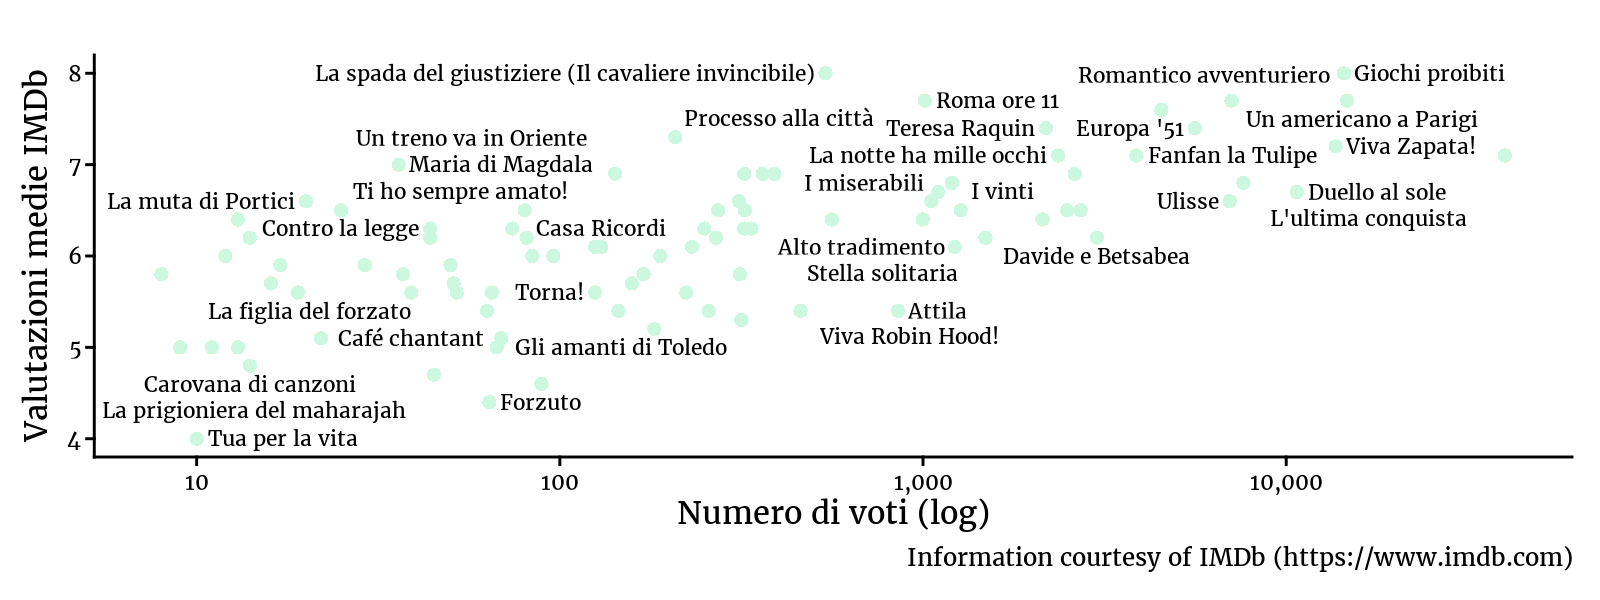 Valutazioni medie IMDb
8
7
6
5
4
La spada del giustiziere (Il cavaliere invincibile)
Romantico avventuriero
Giochi proibiti
Roma ore 11
Processo alla città
Teresa Raquin
Europa '51
Un americano a Parigi
Un treno va in Oriente
Maria di Magdala
La notte ha mille occhi
Fanfan la Tulipe
Viva Zapata!
Ti ho sempre amato!
I miserabili
I vinti
La muta di Portici
Ulisse
Duello al sole
L'ultima conquista
Contro la legge
Casa Ricordi
Alto tradimento
Davide e Betsabea
Stella solitaria
Torna!
La figlia del forzato
Attila
Café chantant
Viva Robin Hood!
Gli amanti di Toledo
Carovana di canzoni
La prigioniera del maharajah
Forzuto
Tua per la vita
10
100
1,000
10,000
Numero di voti (log)
Information courtesy of IMDb (https://www.imdb.com)